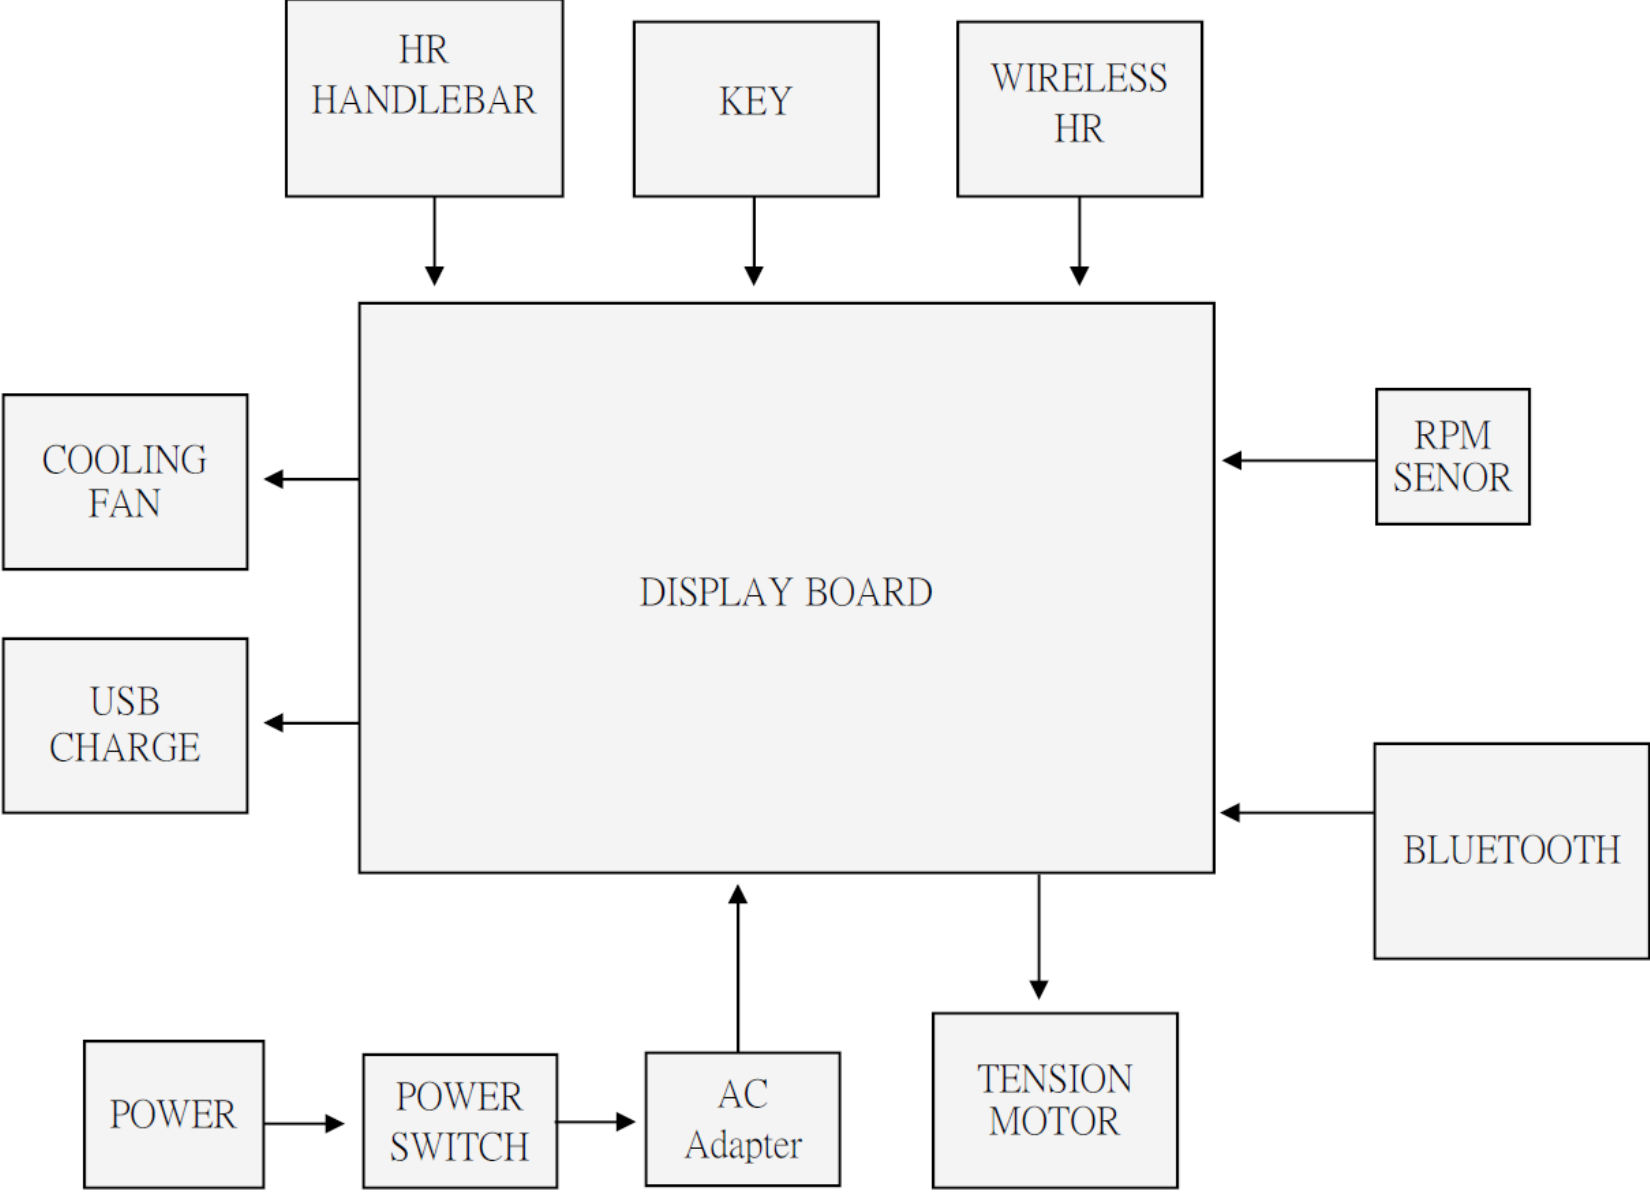 HR
HANDLEBAR
KEY
WIRELESS
HR
COOLING
FAN
RPM
SENOR
DISPLAY BOARD
USB
CHARGE
BLUETOOTH
POWER
POWER
SWITCH
AC
Adapter
TENSION
MOTOR